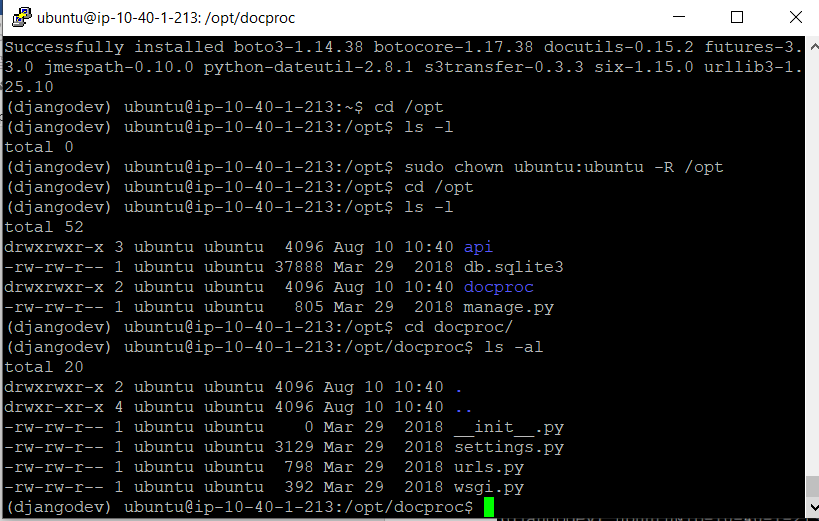 ubuntu@ip-10-40-1-213: /opt/docproc
Successfully installed boto3-1.14.38 botocore-1.17.38 docutils-0.15.2 futures-3.
3.0 jmespath-0.10.0 python-dateutil-2.8.1 s3transfer-0.3.3 six-1.15.0 urllib3-1.
25.10
(djangodev) ubuntu@ip-10-40-1-213:~$ cd /opt
(djangodev) ubuntu@ip-10-40-1-213:/opt$ ls -l
total 0
(djangodev) ubuntu@ip-10-40-1-213:/opt$ sudo chown ubuntu:ubuntu -R /opt
(djangodev) ubuntu@ip-10-40-1-213:/opt$ cd /opt
(djangodev) ubuntu@ip-10-40-1-213:/opt$ ls -l
total 52
drwxrwxr-x 3 ubuntu ubuntu  4096 Aug 10 10:40 api
-rw-rw-r-- 1 ubuntu ubuntu 37888 Mar 29  2018 db.sqlite3
drwxrwxr-x 2 ubuntu ubuntu  4096 Aug 10 10:40 docproc
-rw-rw-r-- 1 ubuntu ubuntu   805 Mar 29  2018 manage.py
(djangodev) ubuntu@ip-10-40-1-213:/opt$ cd docproc/
(djangodev) ubuntu@ip-10-40-1-213:/opt/docproc$ ls -al
total 20
drwxrwxr-x 2 ubuntu ubuntu 4096 Aug 10 10:40 .
drwxr-xr-x 4 ubuntu ubuntu 4096 Aug 10 10:40 ..
-rw-rw-r-- 1 ubuntu ubuntu    0 Mar 29  2018 __init__.py
-rw-rw-r-- 1 ubuntu ubuntu 3129 Mar 29  2018 settings.py
-rw-rw-r-- 1 ubuntu ubuntu  798 Mar 29  2018 urls.py
-rw-rw-r-- 1 ubuntu ubuntu  392 Mar 29  2018 wsgi.py
(djangodev) ubuntu@ip-10-40-1-213:/opt/docproc$